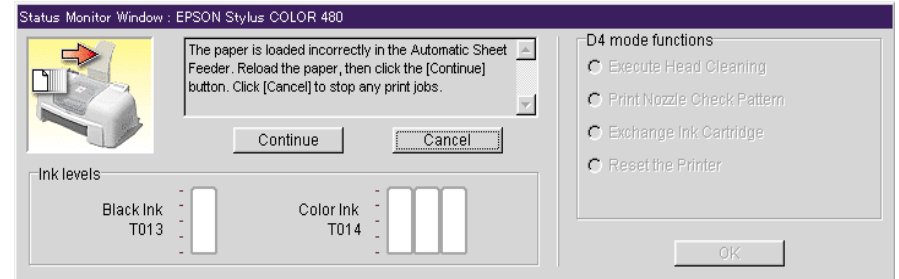 Status Monitor Window : EPSON Stylus COLOR 480
The paper is loaded incorrectly in the Automatic Sheet
Feeder. Reload the paper, then click the [Continue]
button. Click [Cancel] to stop any print jobs.
Continue
Cancel
Ink levels
Black Ink
T013
Color Ink
T014
D4 mode functions
Execute Head Cleaning
Print Nozzle Check Pattern
Exchange Ink Cartridge
Reset the Printer
OK